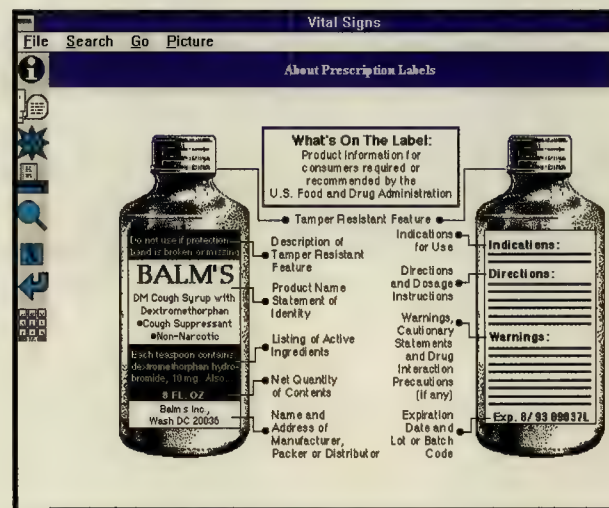 Vital Signs
File Search Go Picture
About Prescription Labels
What's On The Label:
Product Information for
consumers required or
recommended by the
U.S. Food and Drug Administration
Tamper Resistant Feature
Do not use if protection
band is broken or missing
BALM'S
DM Cough Syrup with
Dextromethorphan
Cough Suppressant
Non-Narcotic
Each teaspoon contains:
dextromethorphan hydro-
bromide, 10 mg. Also.
8 FL. OZ
Balm's Inc.,
Wash DC 20036
Description of
Tamper Resistant
Feature
Product Name
Statement of
Identity
Listing of Active
Ingredients
Net Quantity
of Contents
Name and
Address of
Manufacturer,
Packer or Distributor
Indications
for Use
Directions
and Dosage
Instructions
Warnings,
Cautionary
Statements
and Drug
Interaction
Precautions
(if any)
Expiration
Date and
Lot or Batch
Code
Indications:
Directions:
Warnings:
Exp. 8/93 09037L